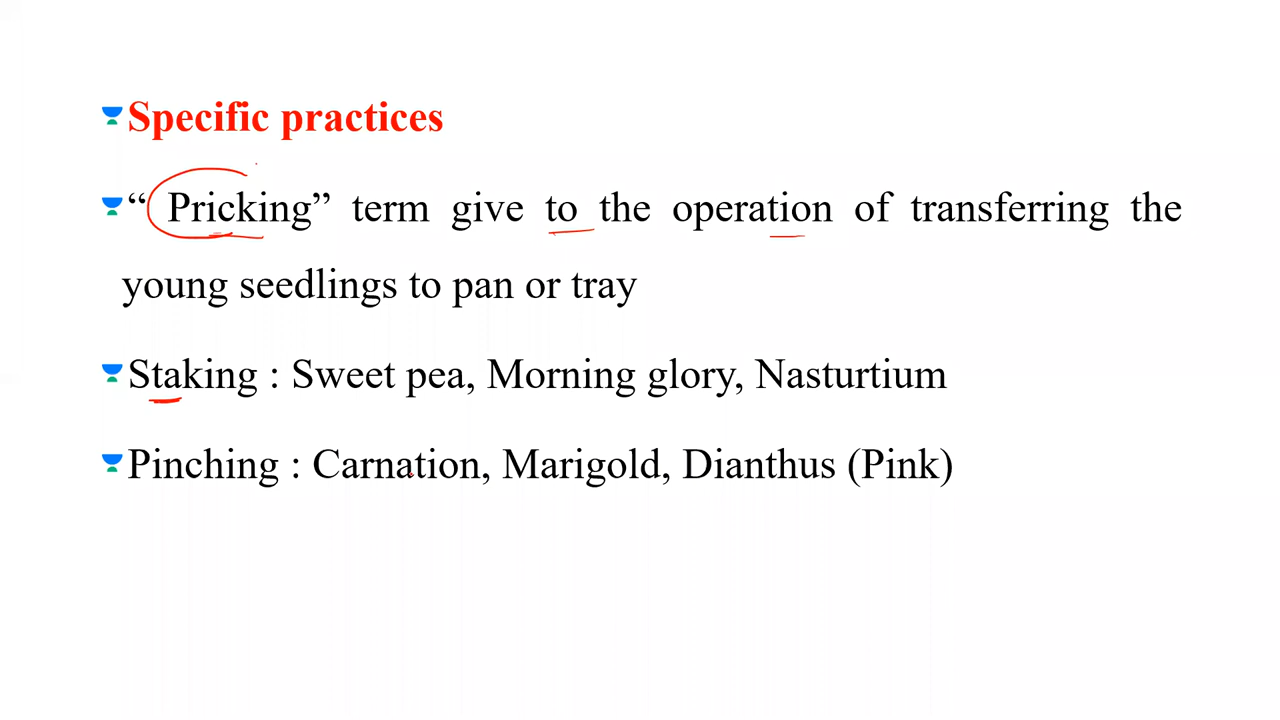 Specific practices
“ Pricking” term give to the operation of transferring the
young seedlings to pan or tray
Staking : Sweet pea, Morning glory, Nasturtium
Pinching : Carnation, Marigold, Dianthus (Pink)